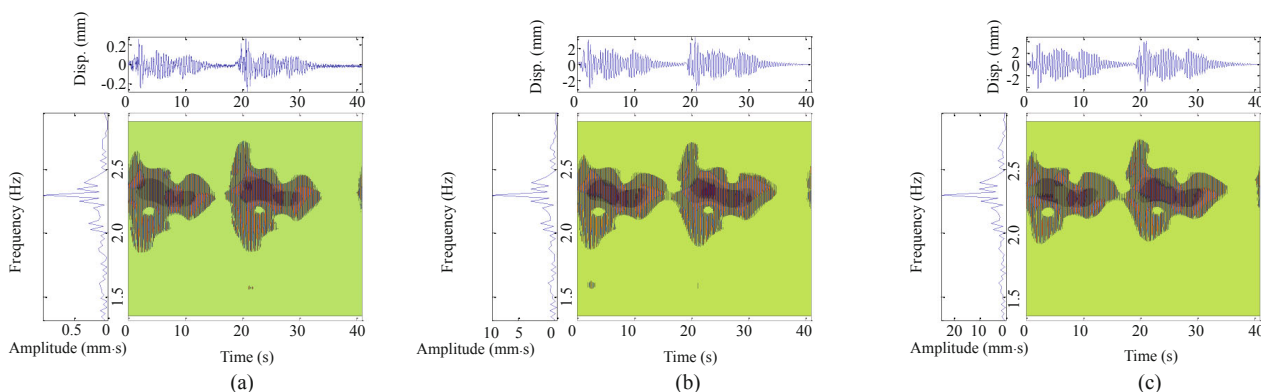 Disp. (mm)
0.2
0
-0.2
0 10 20 30 40
Frequency (Hz)
2.5
2.0
1.5
0.5 0
Amplitude (mm·s)
0 10 20 30 40
Time (s)
(a)
Disp. (mm)
2
0
-2
0 10 20 30 40
Frequency (Hz)
2.5
2.0
1.5
10 5 0
Amplitude (mm·s)
0 10 20 30 40
Time (s)
(b)
Disp. (mm)
4
2
0
-2
0 10 20 30 40
Frequency (Hz)
2.5
2.0
1.5
20 10 0
Amplitude (mm·s)
0 10 20 30 40
Time (s)
(c)